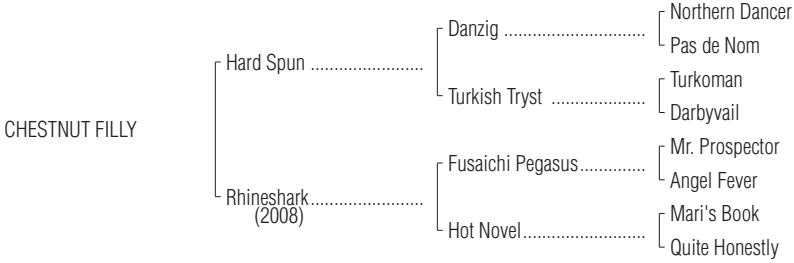 Northern Dancer
Danzig ..............................
Pas de Nom
Hard Spun ........................
Turkoman
Turkish Tryst ....................
Darbyvail
CHESTNUT FILLY
Mr. Prospector
Fusaichi Pegasus..............
Angel Fever
Rhineshark........................
(2008)
Mari's Book
Hot Novel..........................
Quite Honestly